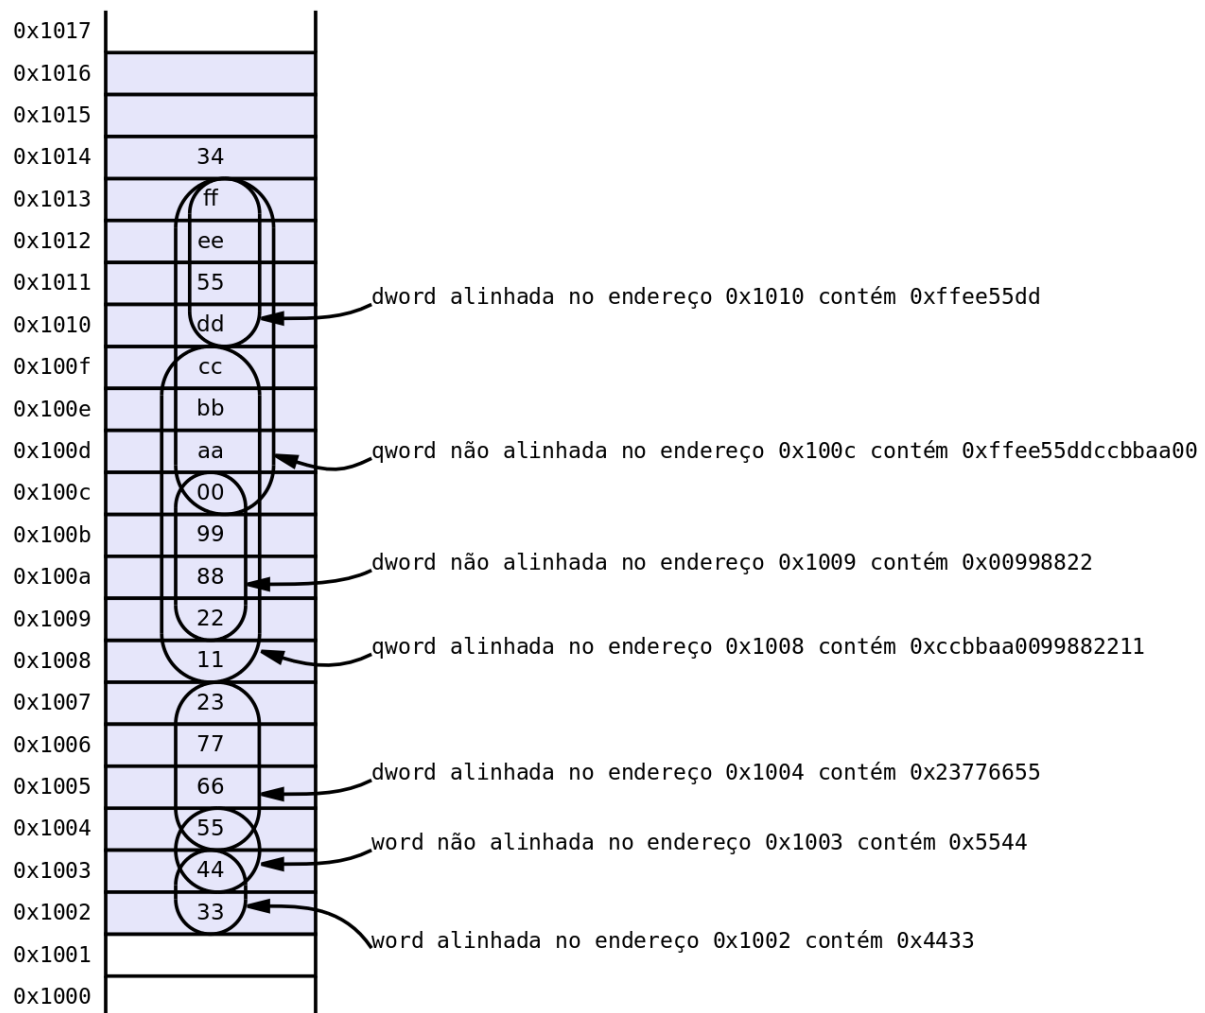 0x1017
0x1016
0x1015
0x1014 34
0x1013 ff
0x1012 ee
0x1011 55
dword alinhada no endereço 0x1010 contém 0xffee55dd
0x1010 dd
0x100f cc
0x100e bb
0x100d aa qword não alinhada no endereço 0x100c contém 0xffee55ddccbbaa00
0x100c 00
0x100b 99
dword não alinhada no endereço 0x1009 contém 0x00998822
0x100a 88
0x1009 22
qword alinhada no endereço 0x1008 contém 0xccbbaa0099882211
0x1008 11
0x1007 23
0x1006 77
dword alinhada no endereço 0x1004 contém 0x23776655
0x1005 66
0x1004 55
word não alinhada no endereço 0x1003 contém 0x5544
0x1003 44
0x1002 33
word alinhada no endereço 0x1002 contém 0x4433
0x1001
0x1000